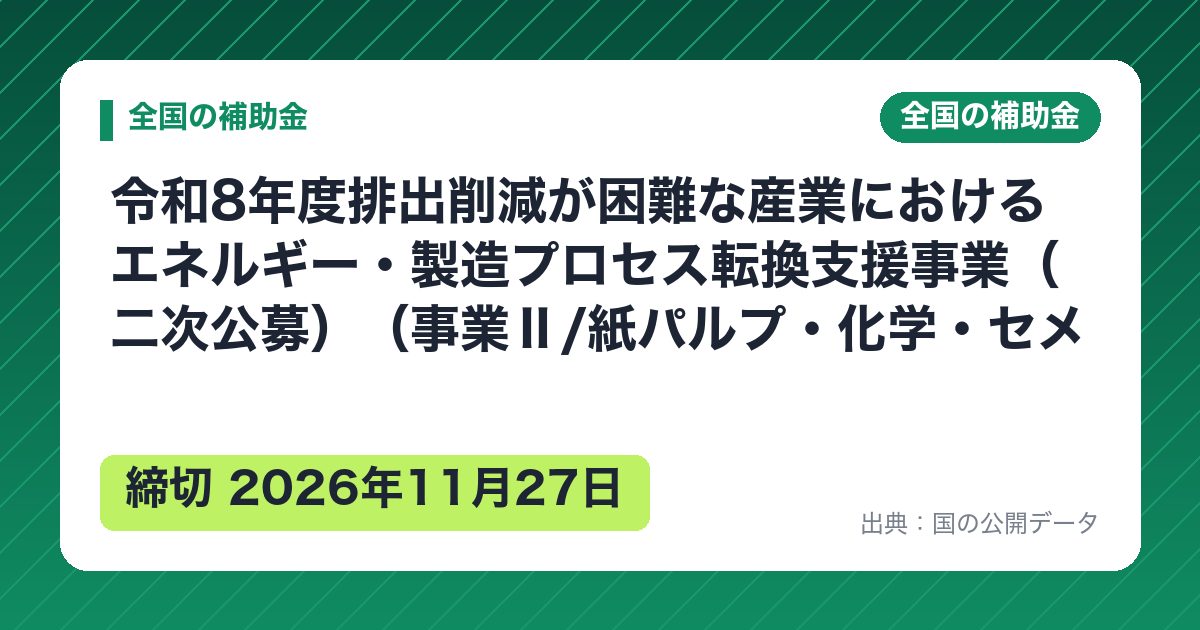 全国の補助金
全国の補助金
令和8年度排出削減が困難な産業における
エネルギー・製造プロセス転換支援事業（
二次公募）（事業Ⅱ/紙パルプ・化学・セメ
締切 2026年11月27日
出典：国の公開データ